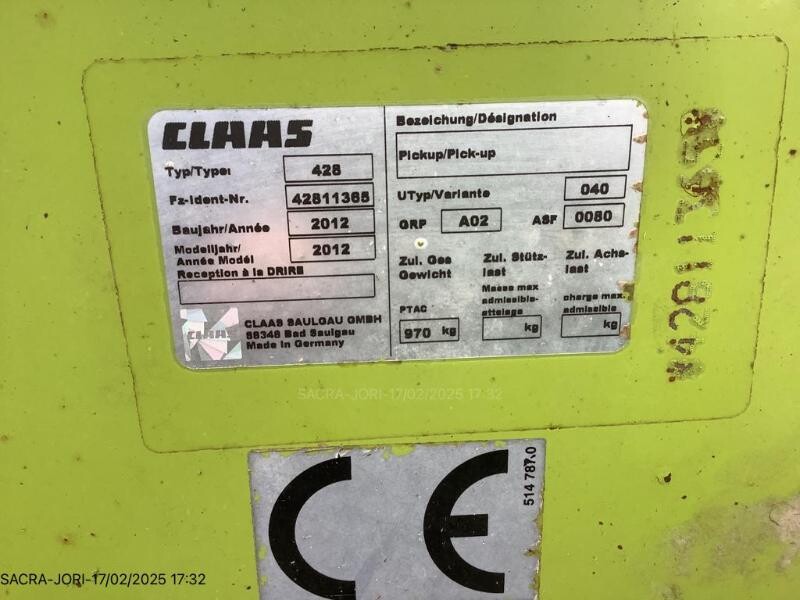 CLAAS
Typ/Type: 428
Fz-Ident-Nr. 42811365
Baujahr/Année 2012
Modelljahr/
Année Modèl 2012
Reception à la DRIRE
CLAAS
CLAAS SAULGAU GMBH
88348 Bad Saulgau
Made in Germany
Bezeichung/Désignation
Pickup/Pick-up
UTyp/Variante 040
GRP A02 ASF 0080
Zul. Ges Zul. Stütz- Zul. Achs-
Gewicht last last
Masse max charge max.
admissible- admissible
attelage
PTAC
970 kg kg kg
SACRA-JORI-17/02/2025 17:32
CE
514 787.0
SACRA-JORI-17/02/2025 17:32